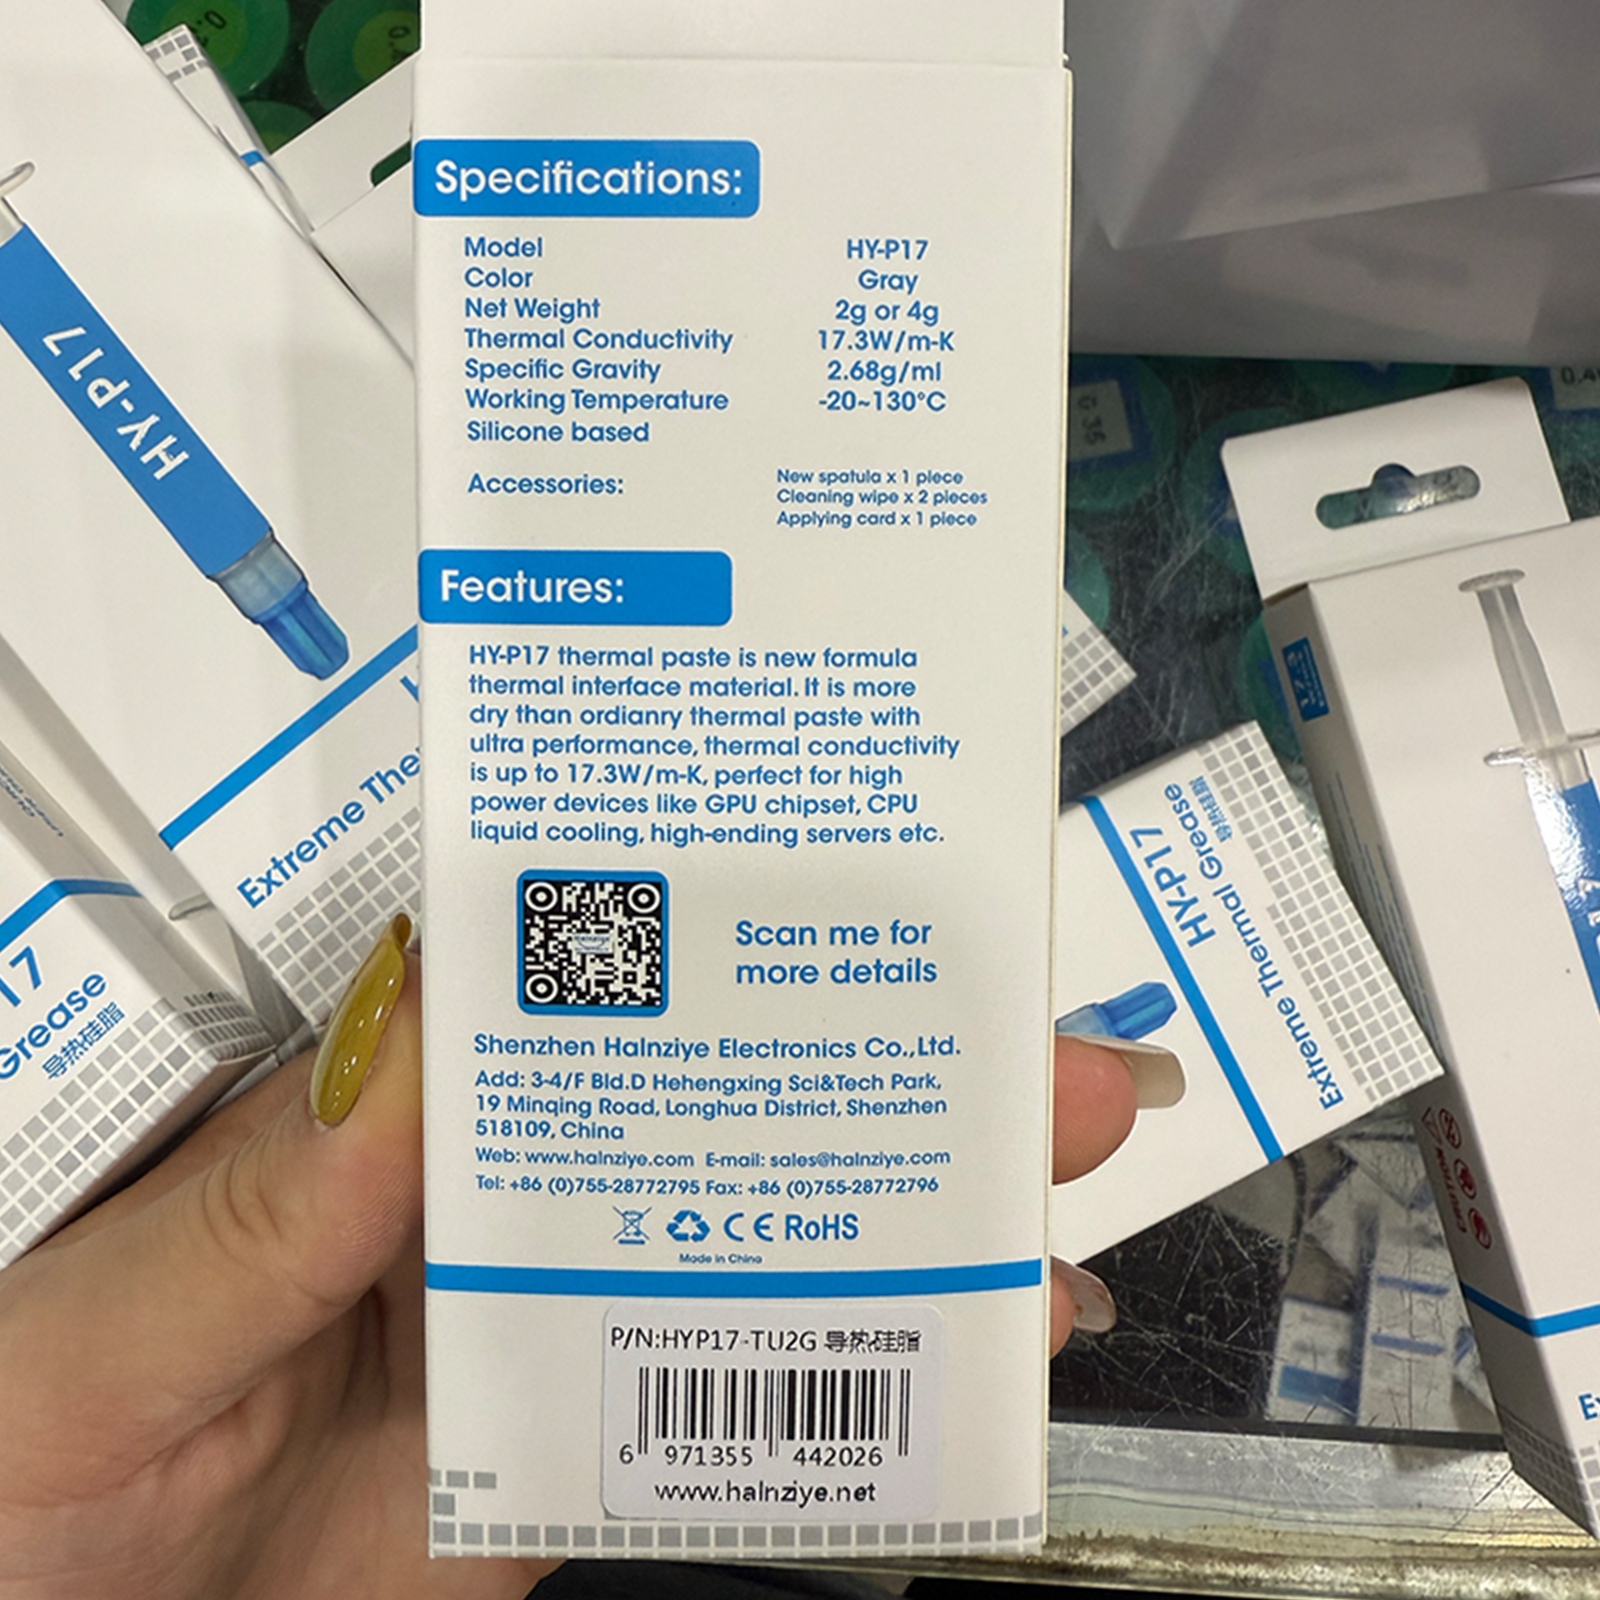 Specifications:
Model HY-P17
Color Gray
Net Weight 2g or 4g
Thermal Conductivity 17.3W/m-K
Specific Gravity 2.68g/ml
Working Temperature -20~130°C
Silicone based
Accessories: New spatula x 1 piece
Cleaning wipe x 2 pieces
Applying card x 1 piece
Features:
HY-P17 thermal paste is new formula
thermal interface material. It is more
dry than ordianry thermal paste with
ultra performance, thermal conductivity
is up to 17.3W/m-K, perfect for high
power devices like GPU chipset, CPU
liquid cooling, high-ending servers etc.
Scan me for
more details
Shenzhen Halnziye Electronics Co.,Ltd.
Add: 3-4/F Bld.D Hehengxing Sci&Tech Park,
19 Minqing Road, Longhua District, Shenzhen
518109, China
Web: www.halnziye.com E-mail: sales@halnziye.com
Tel: +86 (0)755-28772795 Fax: +86 (0)755-28772796
CE RoHS
Made in China
P/N:HYP17-TU2G 导热硅脂
6 971355 442026
www.halnziye.net
HY-P17
Extreme The
17
Grease
导热硅脂
HY-P17
Extreme Thermal Grease
导热硅脂